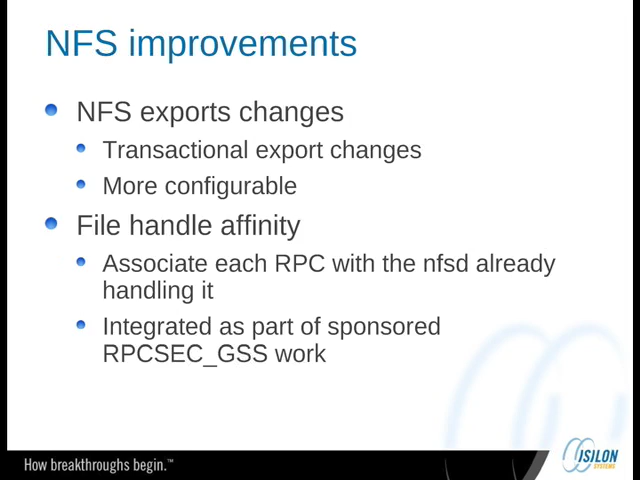 NFS improvements
NFS exports changes
Transactional export changes
More configurable
File handle affinity
Associate each RPC with the nfsd already
handling it
Integrated as part of sponsored
RPCSEC_GSS work
How breakthroughs begin.™
ISILON
SYSTEMS